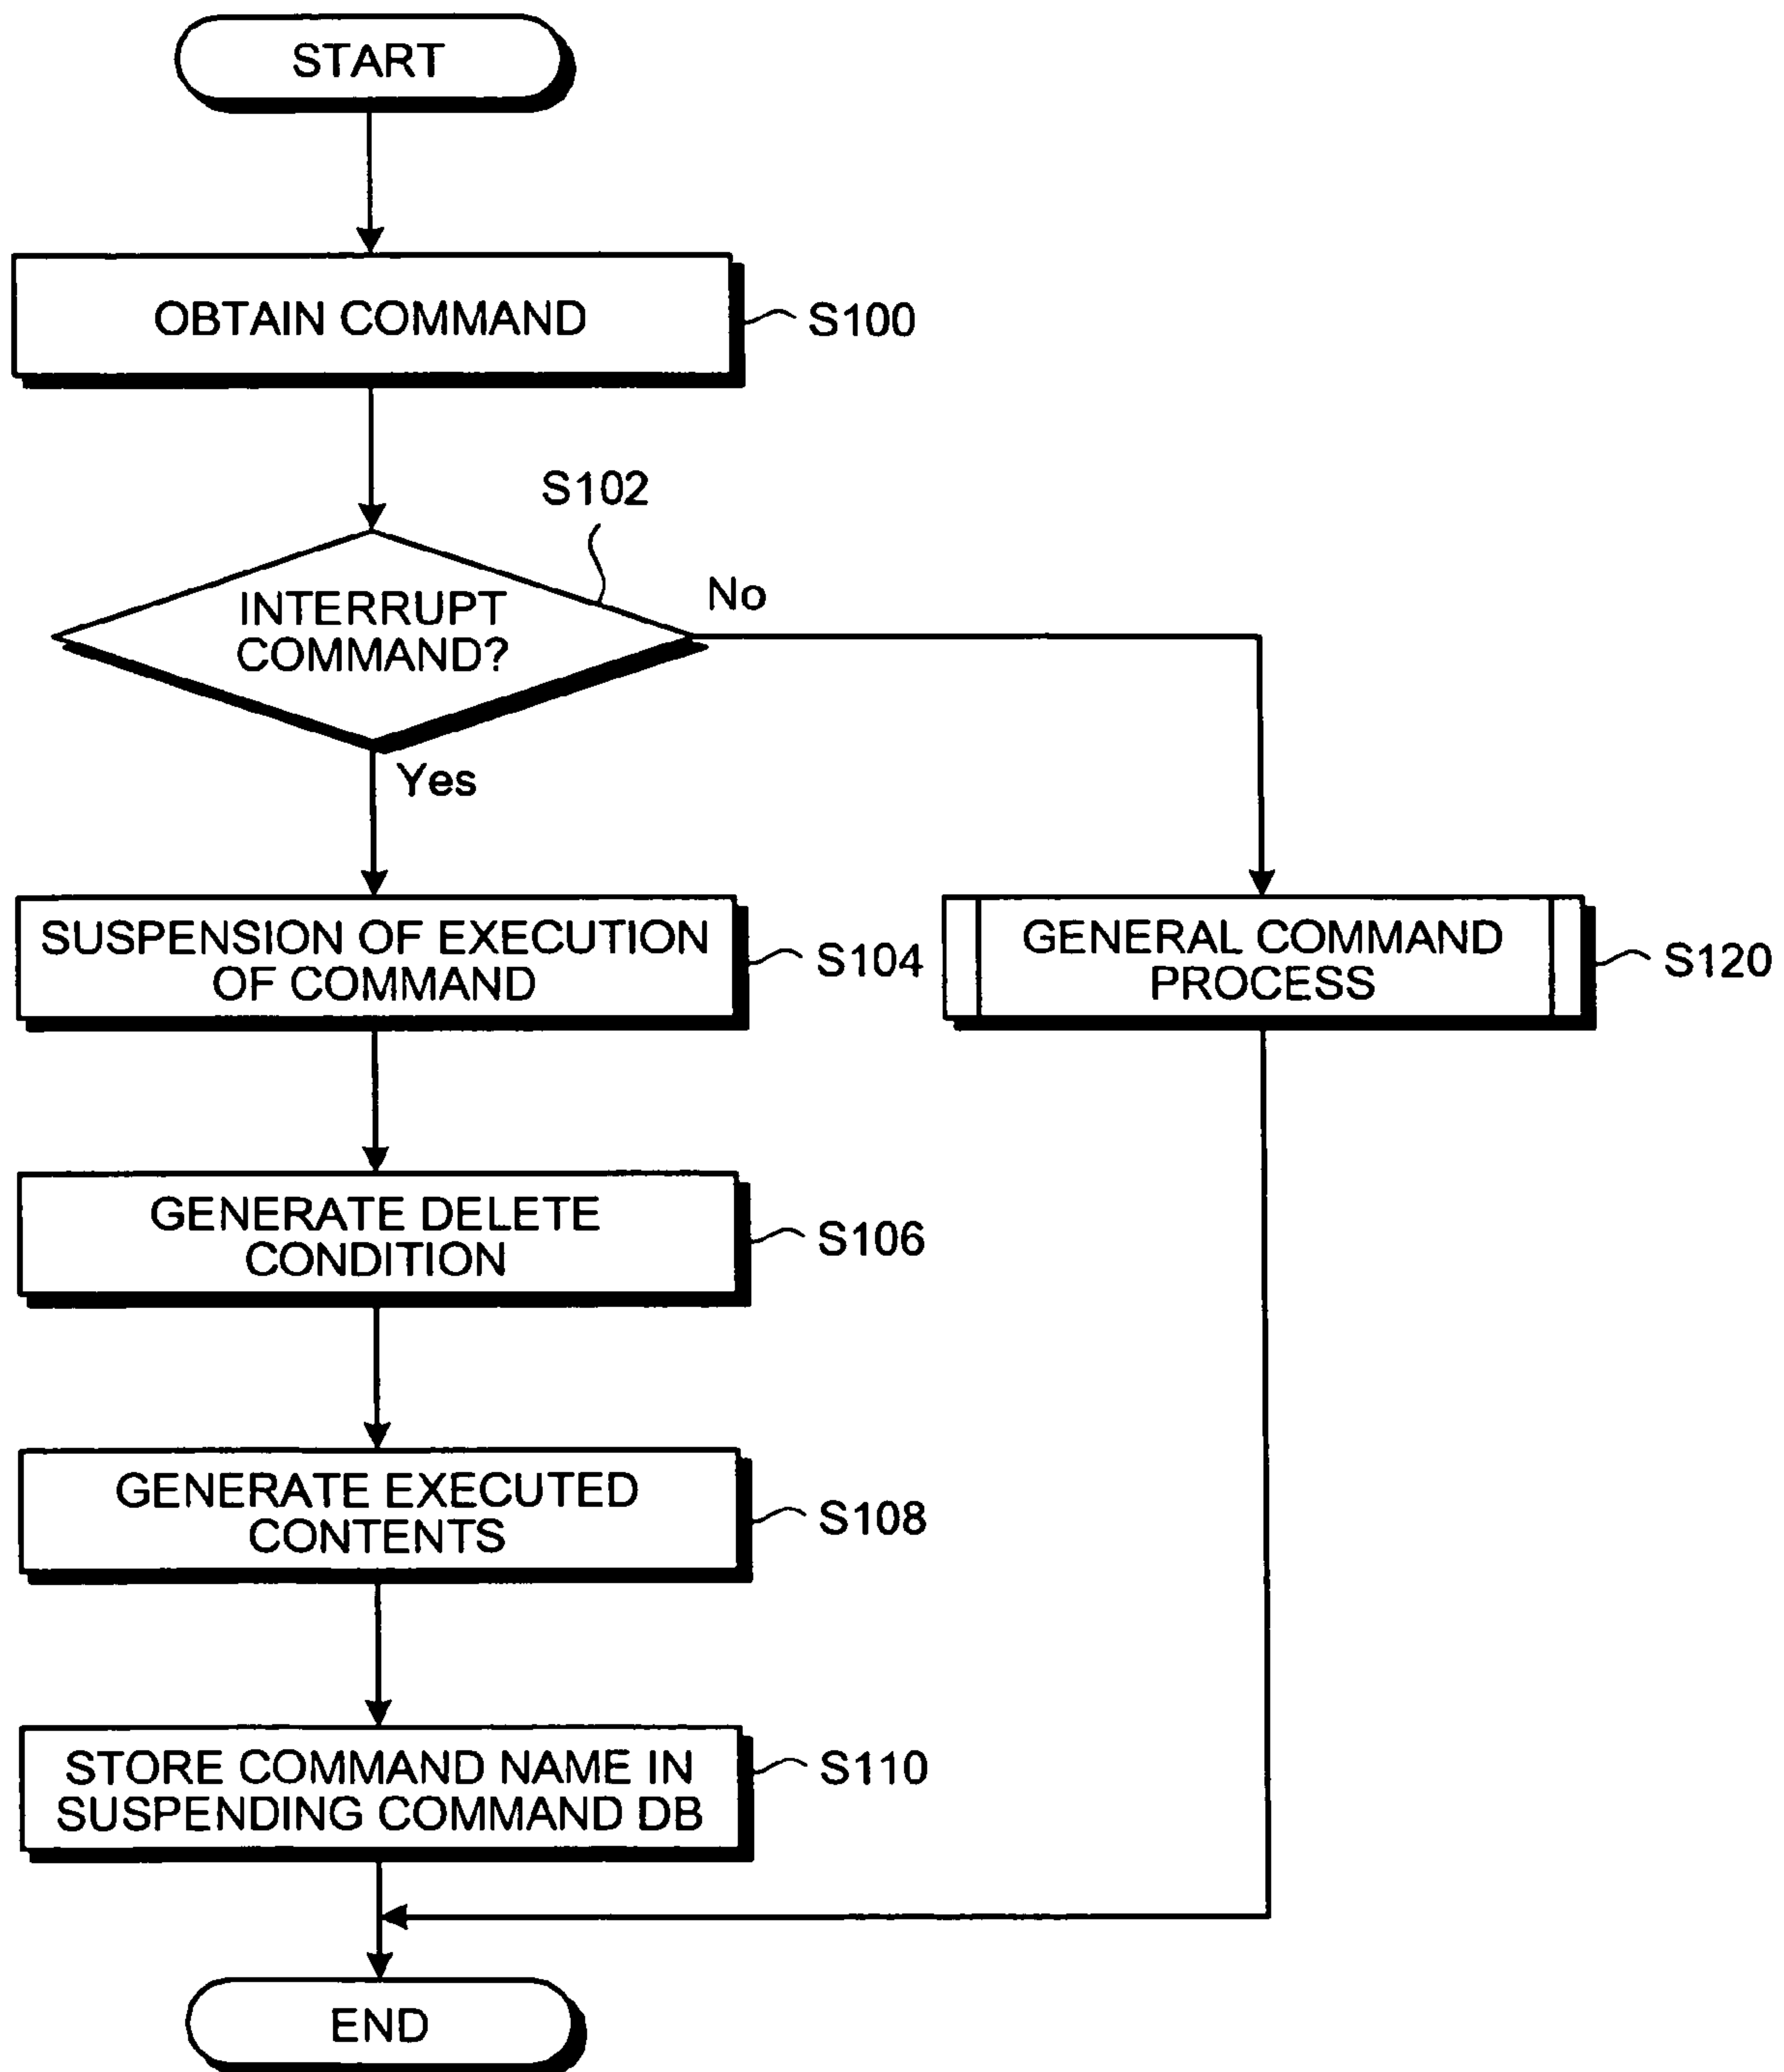 START
OBTAIN COMMAND
S100
S102
INTERRUPT
COMMAND?
No
Yes
SUSPENSION OF EXECUTION
OF COMMAND
S104
GENERAL COMMAND
PROCESS
S120
GENERATE DELETE
CONDITION
S106
GENERATE EXECUTED
CONTENTS
S108
STORE COMMAND NAME IN
SUSPENDING COMMAND DB
S110
END